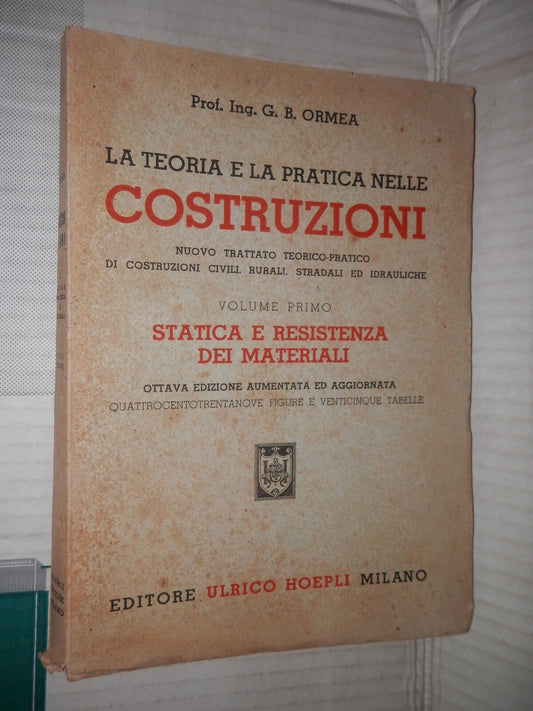 Prof. Ing. G. B. ORMEA
LA TEORIA E LA PRATICA NELLE
COSTRUZIONI
NUOVO TRATTATO TEORICO-PRATICO
DI COSTRUZIONI CIVILI, RURALI, STRADALI ED IDRAULICHE
VOLUME PRIMO
STATICA E RESISTENZA
DEI MATERIALI
OTTAVA EDIZIONE AUMENTATA ED AGGIORNATA
QUATTROCENTOTRENTANOVE FIGURE E VENTICINQUE TABELLE
EDITORE ULRICO HOEPLI MILANO